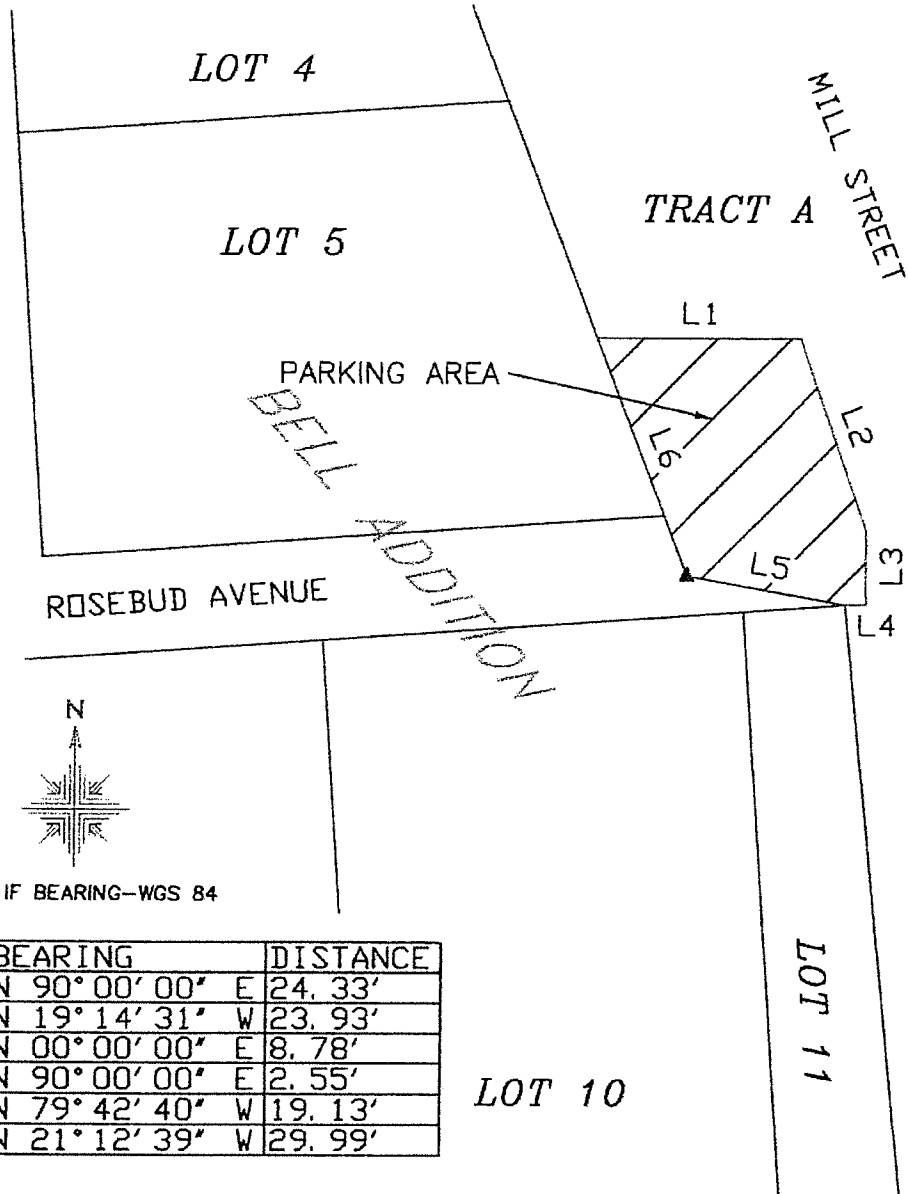 LOT 4
MILL STREET
TRACT A
LOT 5
L1
PARKING AREA
L2
L6
BELL ADDITION
L5
L3
ROSEBUD AVENUE
L4
N
IF BEARING-WGS 84
BEARING DISTANCE
N 90° 00' 00" E 24.33'
N 19° 14' 31" W 23.93'
N 00° 00' 00" E 8.78'
N 90° 00' 00" E 2.55'
N 79° 42' 40" W 19.13'
N 21° 12' 39" W 29.99'
LOT 11
LOT 10